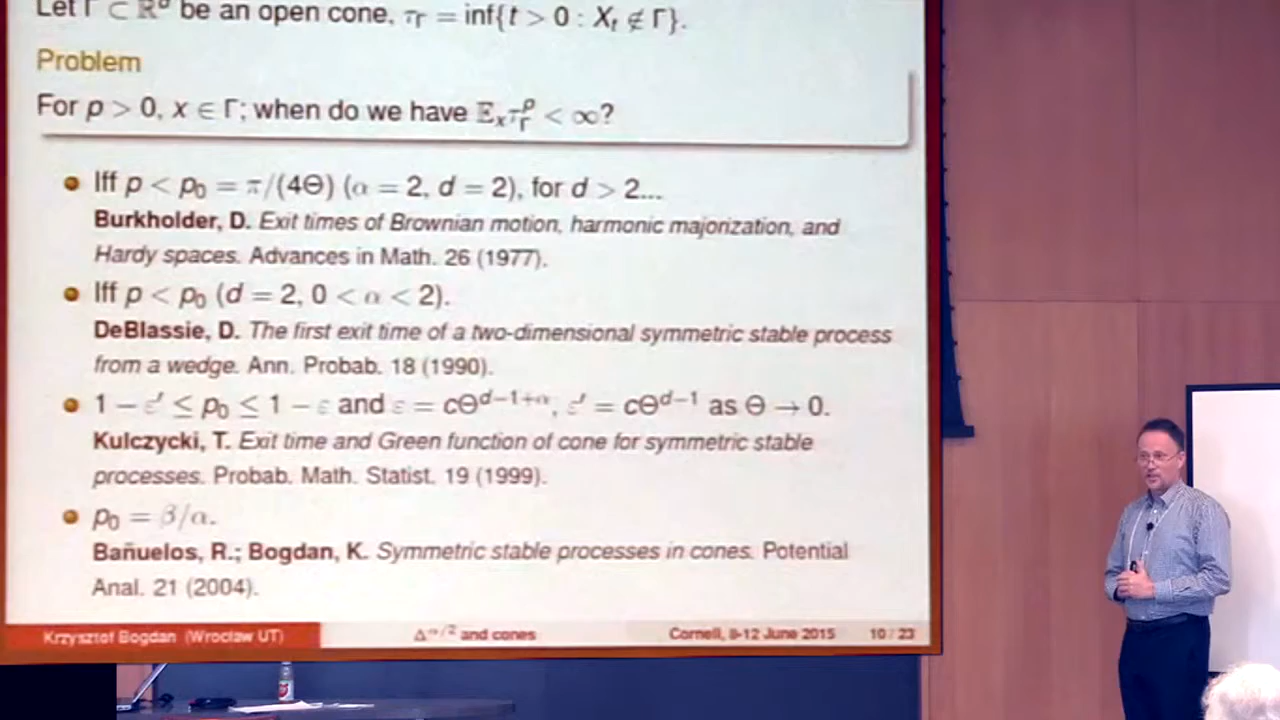 Let Γ ⊂ ℝᵈ be an open cone, τ_Γ = inf{t > 0 : X_t ∉ Γ}.
Problem
For p > 0, x ∈ Γ; when do we have 𝔼_x τ_Γ^p < ∞?
Iff p < p₀ = π/(4Θ) (α = 2, d = 2), for d > 2...
Burkholder, D. Exit times of Brownian motion, harmonic majorization, and
Hardy spaces. Advances in Math. 26 (1977).
Iff p < p₀ (d = 2, 0 < α < 2).
DeBlassie, D. The first exit time of a two-dimensional symmetric stable process
from a wedge. Ann. Probab. 18 (1990).
1 − ε′ ≤ p₀ ≤ 1 − ε and ε = cΘ^{d−1+α}, ε′ = cΘ^{d−1} as Θ → 0.
Kulczycki, T. Exit time and Green function of cone for symmetric stable
processes. Probab. Math. Statist. 19 (1999).
p₀ = β/α.
Bañuelos, R.; Bogdan, K. Symmetric stable processes in cones. Potential
Anal. 21 (2004).
Krzysztof Bogdan (Wrocław UT) Δ^{α/2} and cones Cornell, 8-12 June 2015 10 / 23